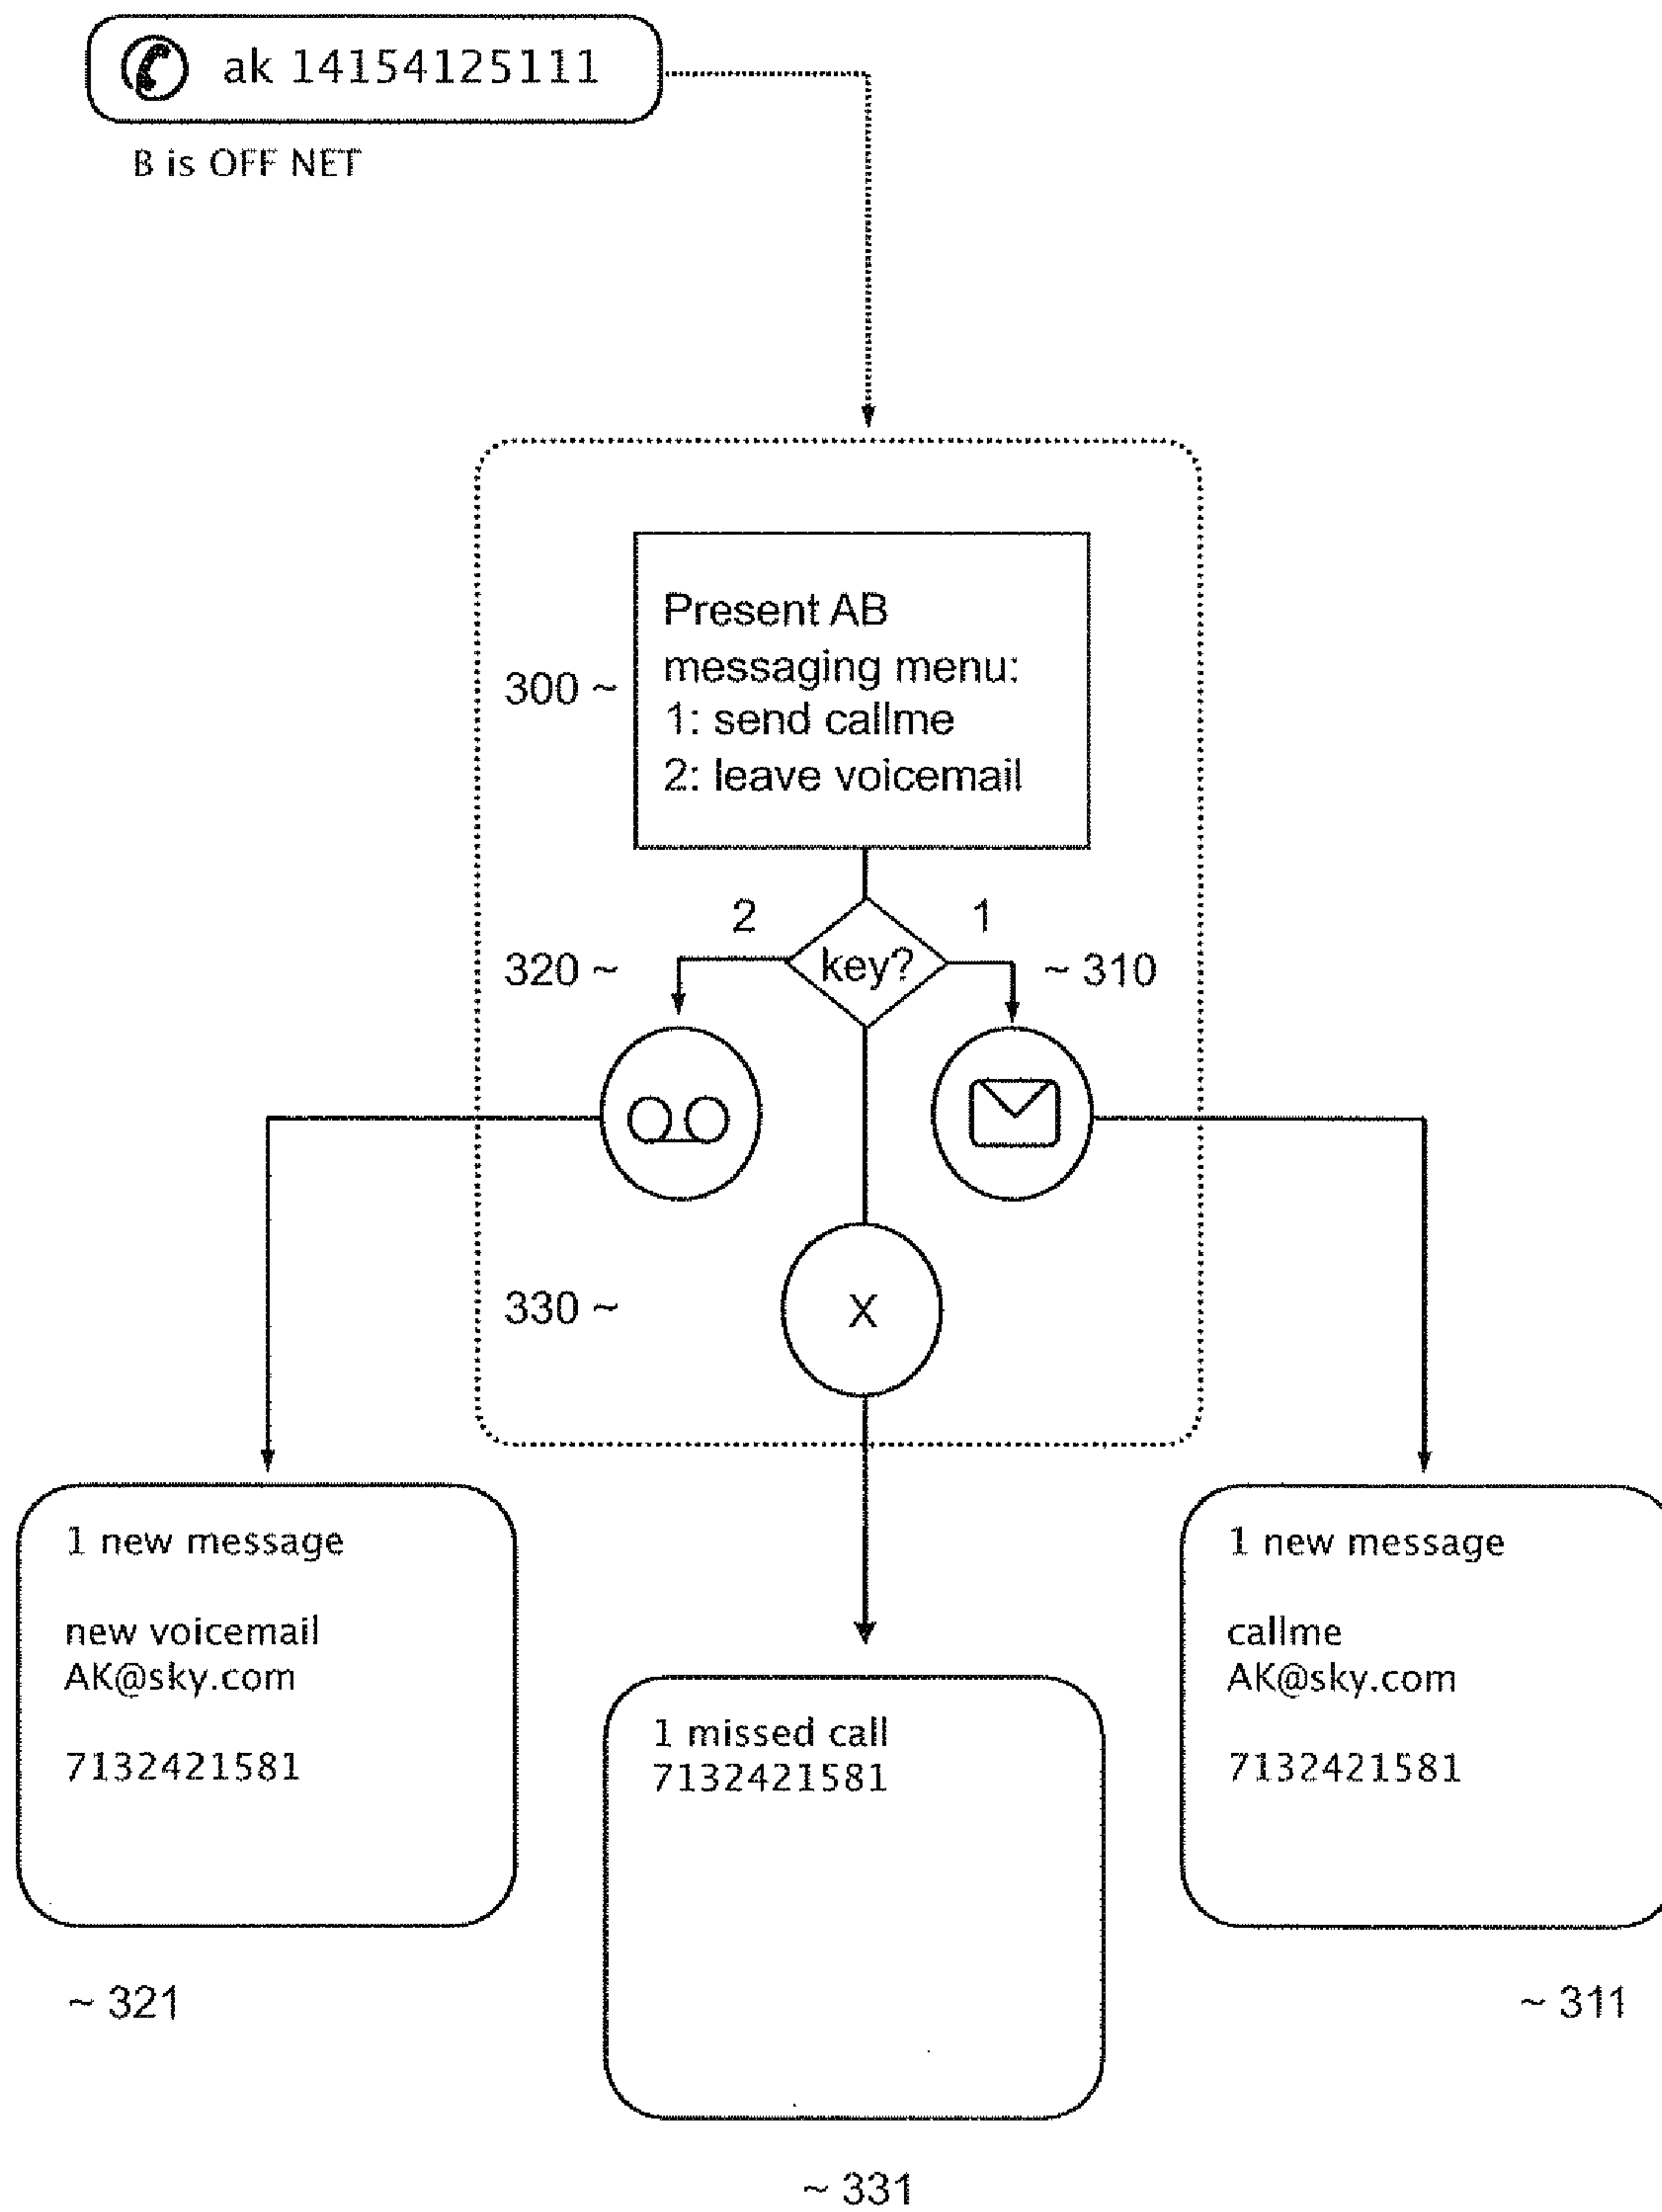 ak 14154125111
B is OFF NET
Present AB
messaging menu:
300 ~
1: send callme
2: leave voicemail
2
1
320 ~
key?
~ 310
330 ~
X
1 new message
new voicemail
AK@sky.com
7132421581
~ 321
1 missed call
7132421581
~ 331
1 new message
callme
AK@sky.com
7132421581
~ 311